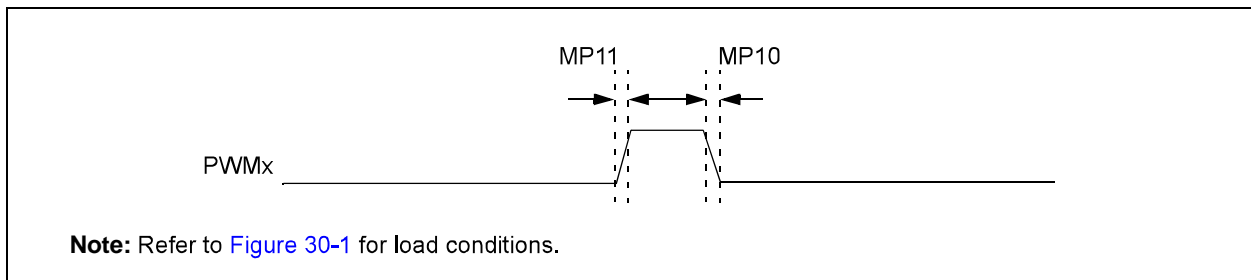 MP11 MP10
PWMx
Note: Refer to Figure 30-1 for load conditions.